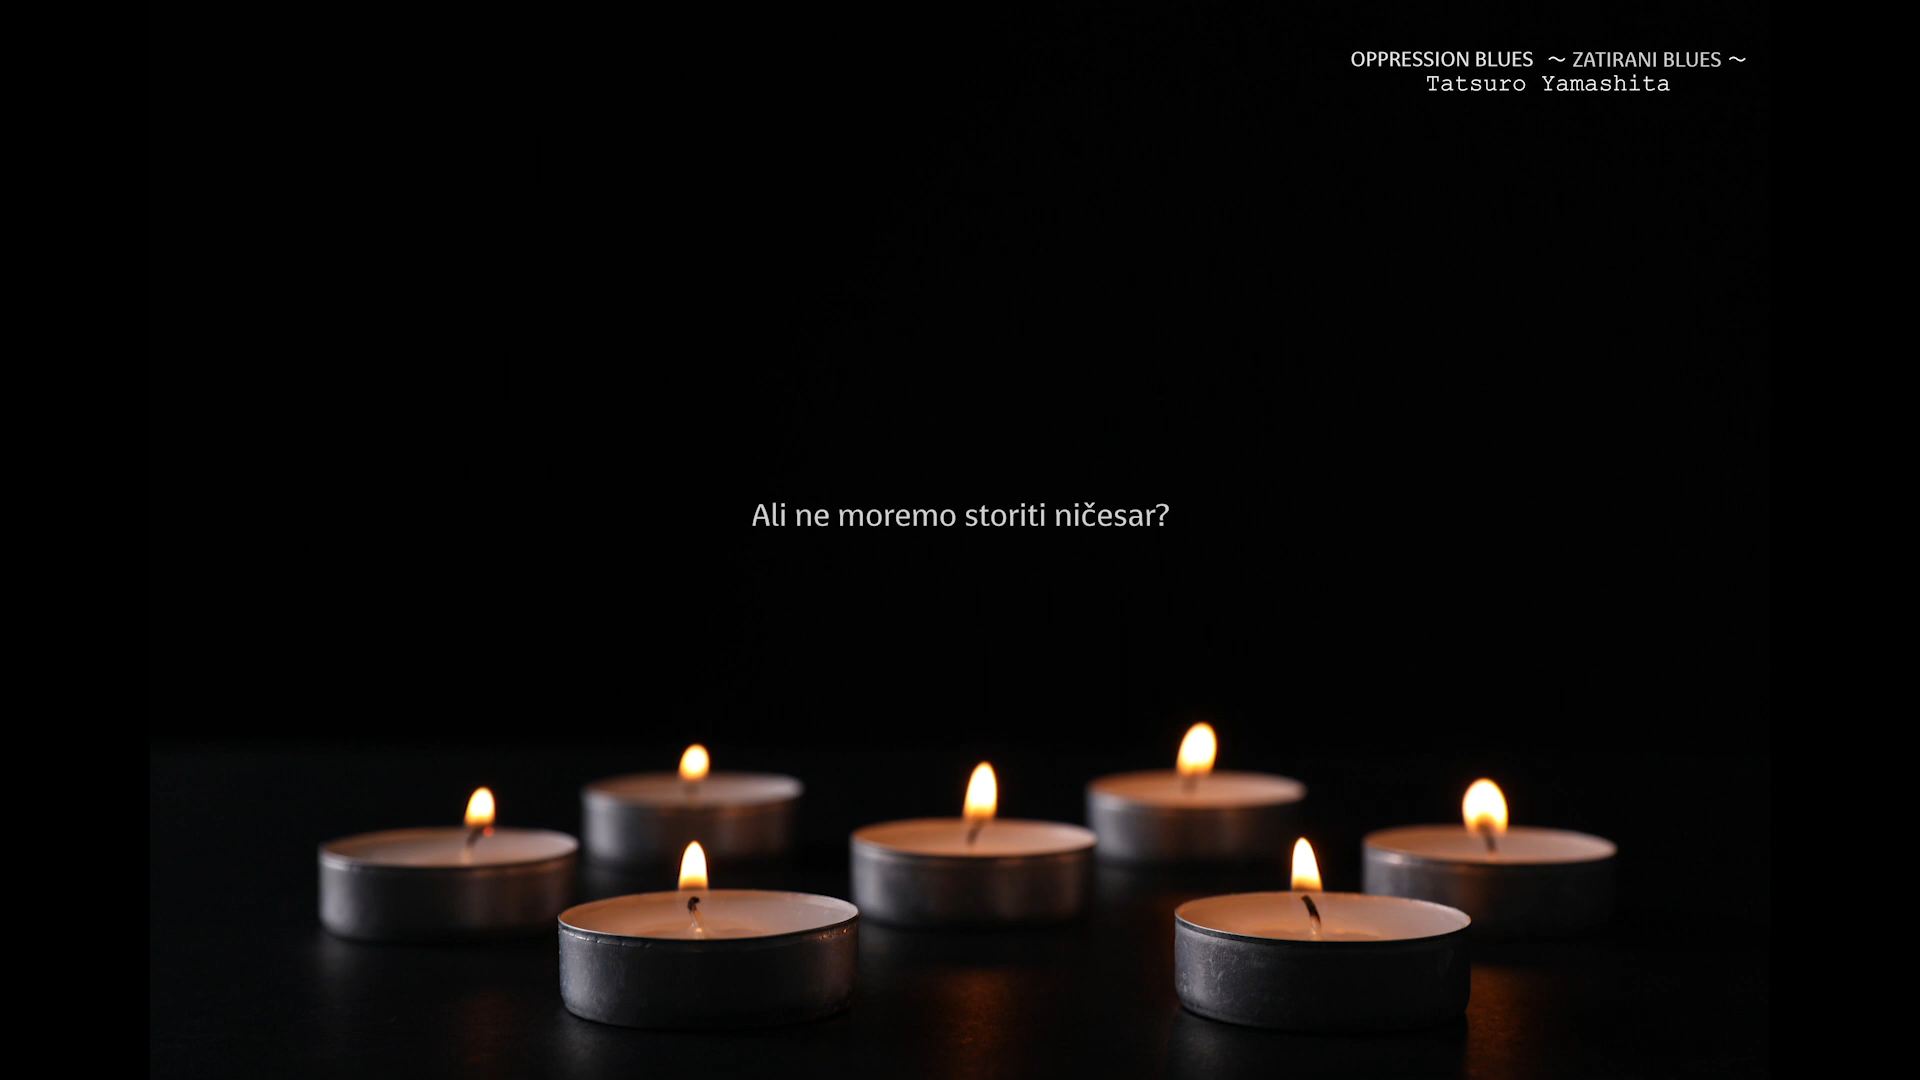 OPPRESSION BLUES ～ ZATIRANI BLUES ～
Tatsuro Yamashita
Ali ne moremo storiti ničesar?